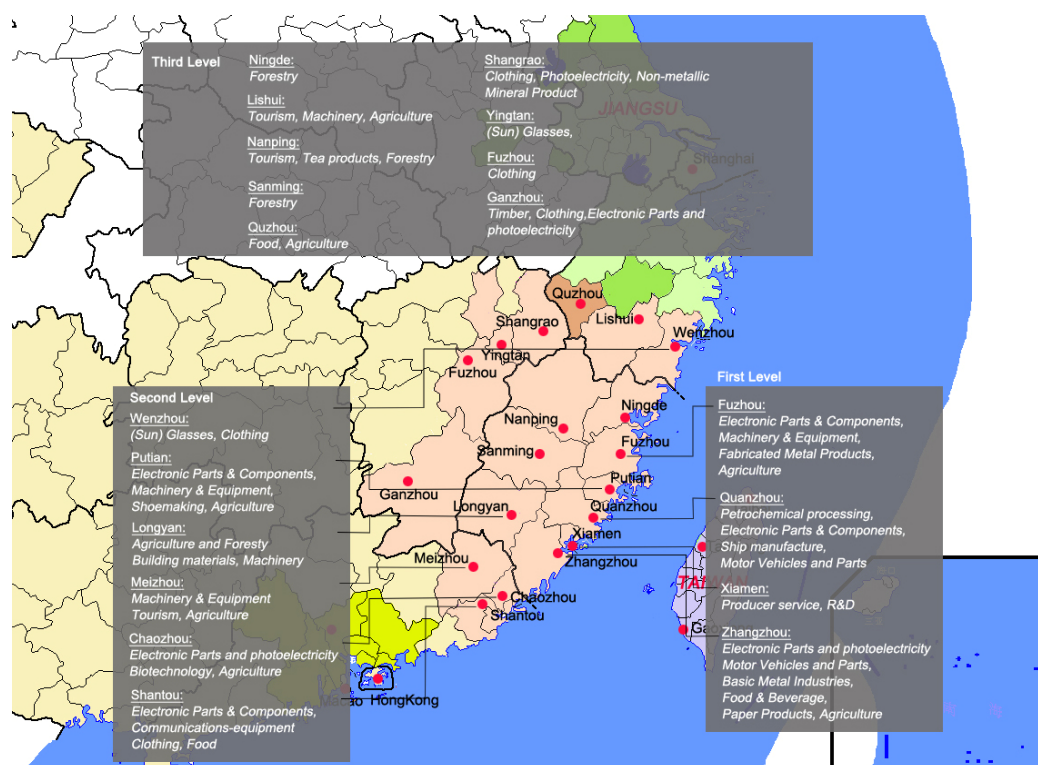 Third Level
Ningde:
Forestry
Lishui:
Tourism, Machinery, Agriculture
Nanping:
Tourism, Tea products, Forestry
Sanming:
Forestry
Quzhou:
Food, Agriculture
Shangrao:
Clothing, Photoelectricity, Non-metallic
Mineral Product
Yingtan:
(Sun) Glasses,
Fuzhou:
Clothing
Ganzhou:
Timber, Clothing,Electronic Parts and
photoelectricity
JIANGSU
Shanghai
Quzhou
Shangrao
Lishui
Wenzhou
Yingtan
Fuzhou
Ningde
Nanping
Fuzhou
Sanming
Putian
Ganzhou
Quanzhou
Longyan
Xiamen
Meizhou
Zhangzhou
Chaozhou
Shantou
TAIWAN
HongKong
Second Level
Wenzhou:
(Sun) Glasses, Clothing
Putian:
Electronic Parts & Components,
Machinery & Equipment,
Shoemaking, Agriculture
Longyan:
Agriculture and Foresty
Building materials, Machinery
Meizhou:
Machinery & Equipment
Tourism, Agriculture
Chaozhou:
Electronic Parts and photoelectricity
Biotechnology, Agriculture
Shantou:
Electronic Parts & Components,
Communications-equipment
Clothing, Food
Macao
First Level
Fuzhou:
Electronic Parts & Components,
Machinery & Equipment,
Fabricated Metal Products,
Agriculture
Quanzhou:
Petrochemical processing,
Electronic Parts & Components,
Ship manufacture,
Motor Vehicles and Parts
Xiamen:
Producer service, R&D
Zhangzhou:
Electronic Parts and photoelectricity
Motor Vehicles and Parts,
Basic Metal Industries,
Food & Beverage,
Paper Products, Agriculture